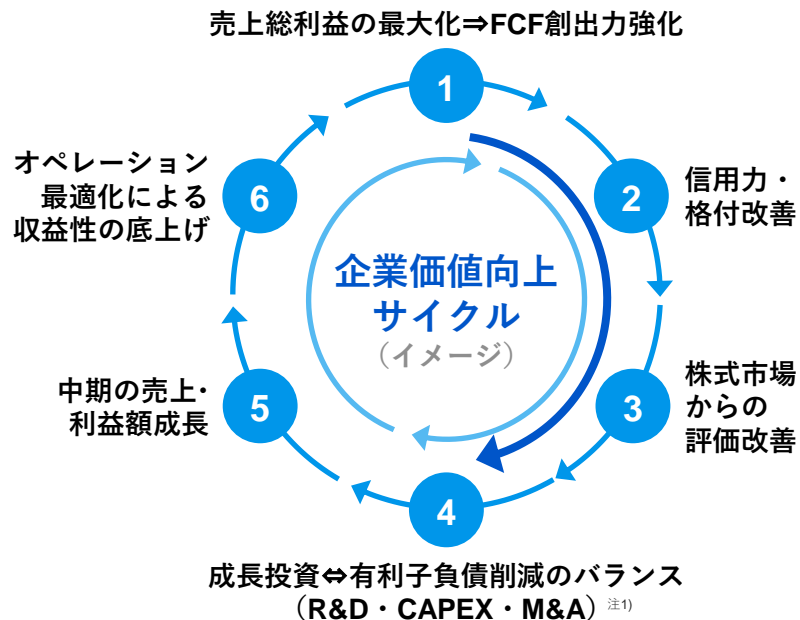 売上総利益の最大化⇒FCF創出力強化
1
2
信用力・
格付改善
3
株式市場
からの
評価改善
4
成長投資⇔有利子負債削減のバランス
（R&D・CAPEX・M&A）注1)
5
中期の売上・
利益額成長
6
オペレーション
最適化による
収益性の底上げ
企業価値向上
サイクル
（イメージ）